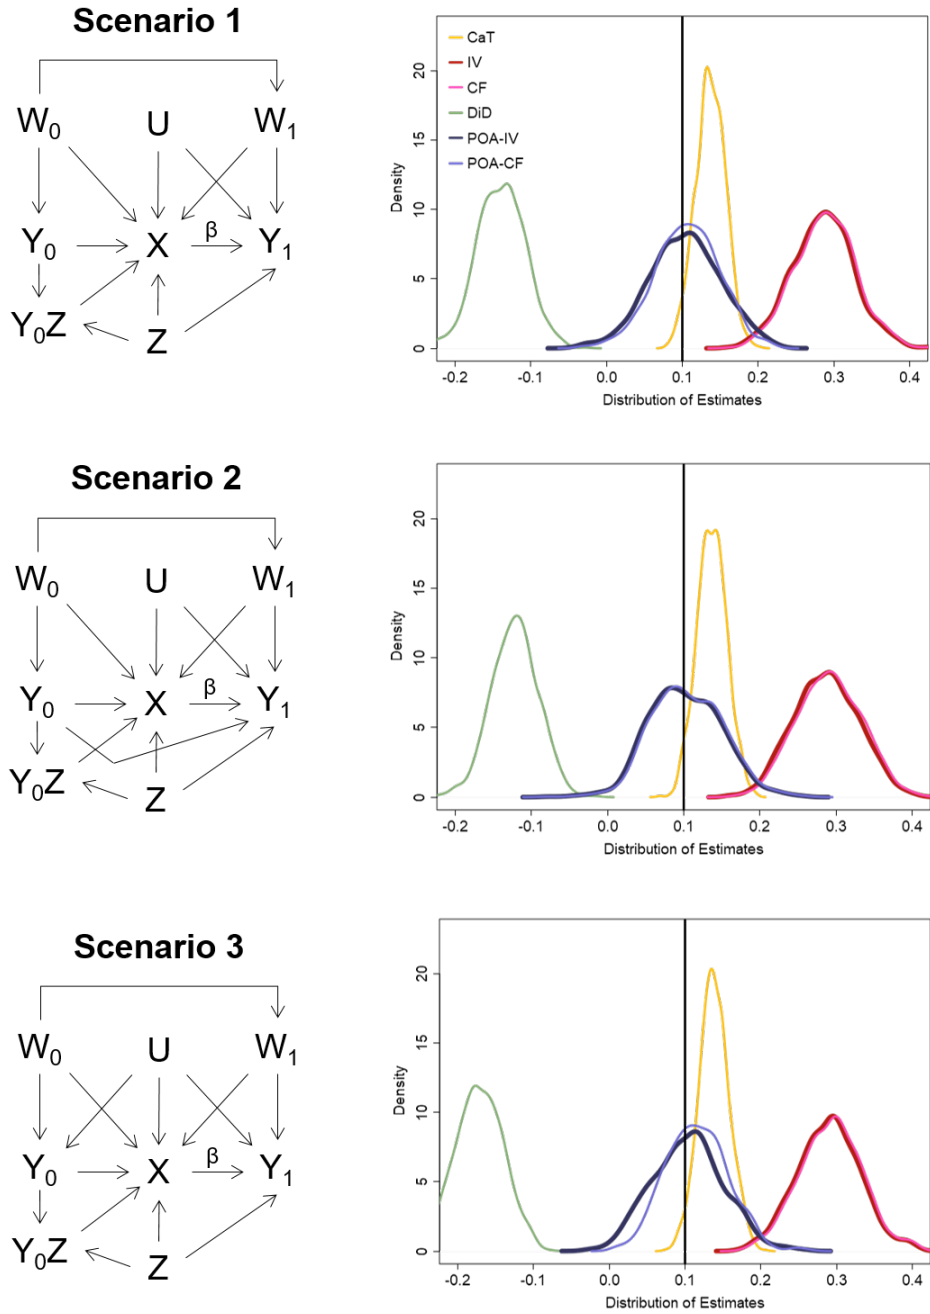 Scenario 1
W₀ U W₁
Y₀ X β Y₁
Y₀Z Z
CaT
IV
CF
DiD
POA-IV
POA-CF
Density
20
15
10
5
0
-0.2 -0.1 0.0 0.1 0.2 0.3 0.4
Distribution of Estimates
Scenario 2
W₀ U W₁
Y₀ X β Y₁
Y₀Z Z
Density
20
15
10
5
0
-0.2 -0.1 0.0 0.1 0.2 0.3 0.4
Distribution of Estimates
Scenario 3
W₀ U W₁
Y₀ X β Y₁
Y₀Z Z
Density
20
15
10
5
0
-0.2 -0.1 0.0 0.1 0.2 0.3 0.4
Distribution of Estimates